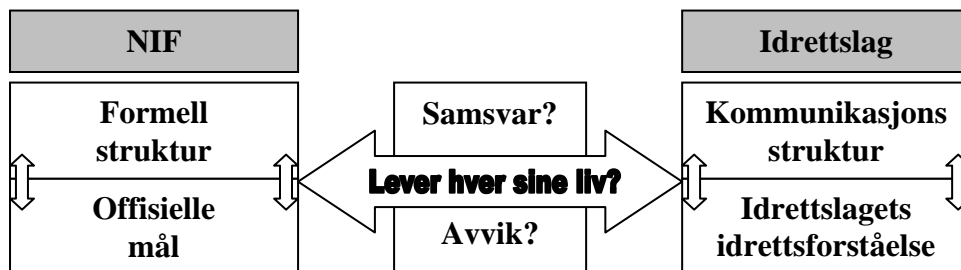 NIF
Idrettslag
Formell
struktur
Samsvar?
Kommunikasjons
struktur
Lever hver sine liv?
Offisielle
mål
Avvik?
Idrettslagets
idrettsforståelse